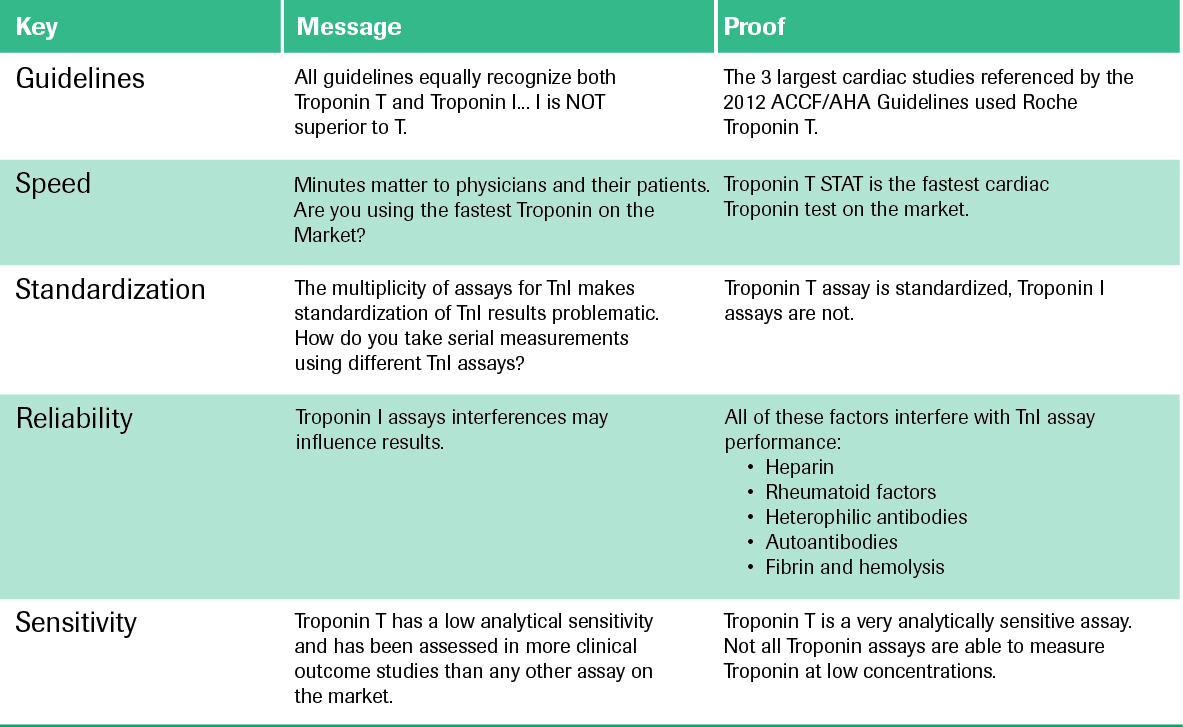 Key
Message
Proof
Guidelines
All guidelines equally recognize both
Troponin T and Troponin I... I is NOT
superior to T.
The 3 largest cardiac studies referenced by the
2012 ACCF/AHA Guidelines used Roche
Troponin T.
Speed
Minutes matter to physicians and their patients.
Are you using the fastest Troponin on the
Market?
Troponin T STAT is the fastest cardiac
Troponin test on the market.
Standardization
The multiplicity of assays for TnI makes
standardization of TnI results problematic.
How do you take serial measurements
using different TnI assays?
Troponin T assay is standardized, Troponin I
assays are not.
Reliability
Troponin I assays interferences may
influence results.
All of these factors interfere with TnI assay
performance:
• Heparin
• Rheumatoid factors
• Heterophilic antibodies
• Autoantibodies
• Fibrin and hemolysis
Sensitivity
Troponin T has a low analytical sensitivity
and has been assessed in more clinical
outcome studies than any other assay on
the market.
Troponin T is a very analytically sensitive assay.
Not all Troponin assays are able to measure
Troponin at low concentrations.